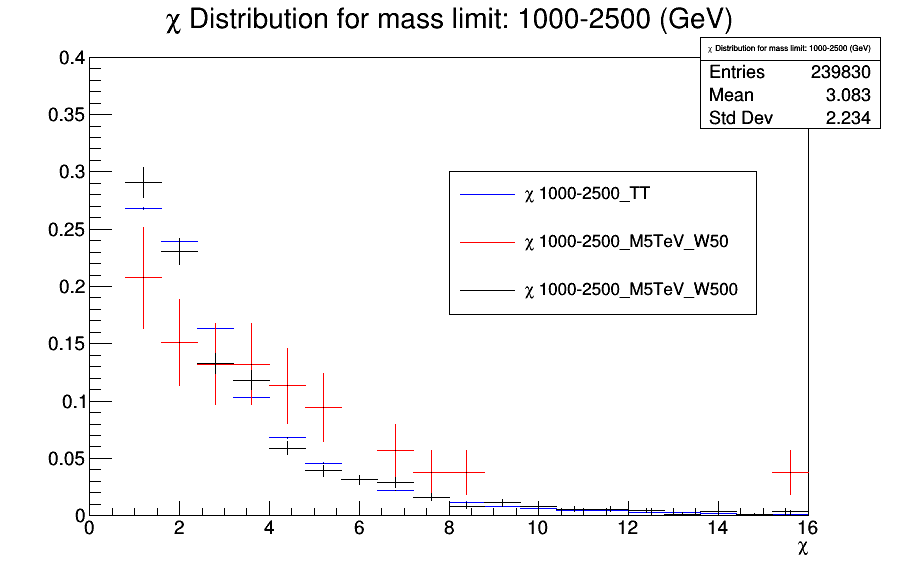 χ Distribution for mass limit: 1000-2500 (GeV)
χ Distribution for mass limit: 1000-2500 (GeV)
Entries 239830
Mean 3.083
Std Dev 2.234
χ 1000-2500_TT
χ 1000-2500_M5TeV_W50
χ 1000-2500_M5TeV_W500
0.4
0.35
0.3
0.25
0.2
0.15
0.1
0.05
0
0 2 4 6 8 10 12 14 16
χ